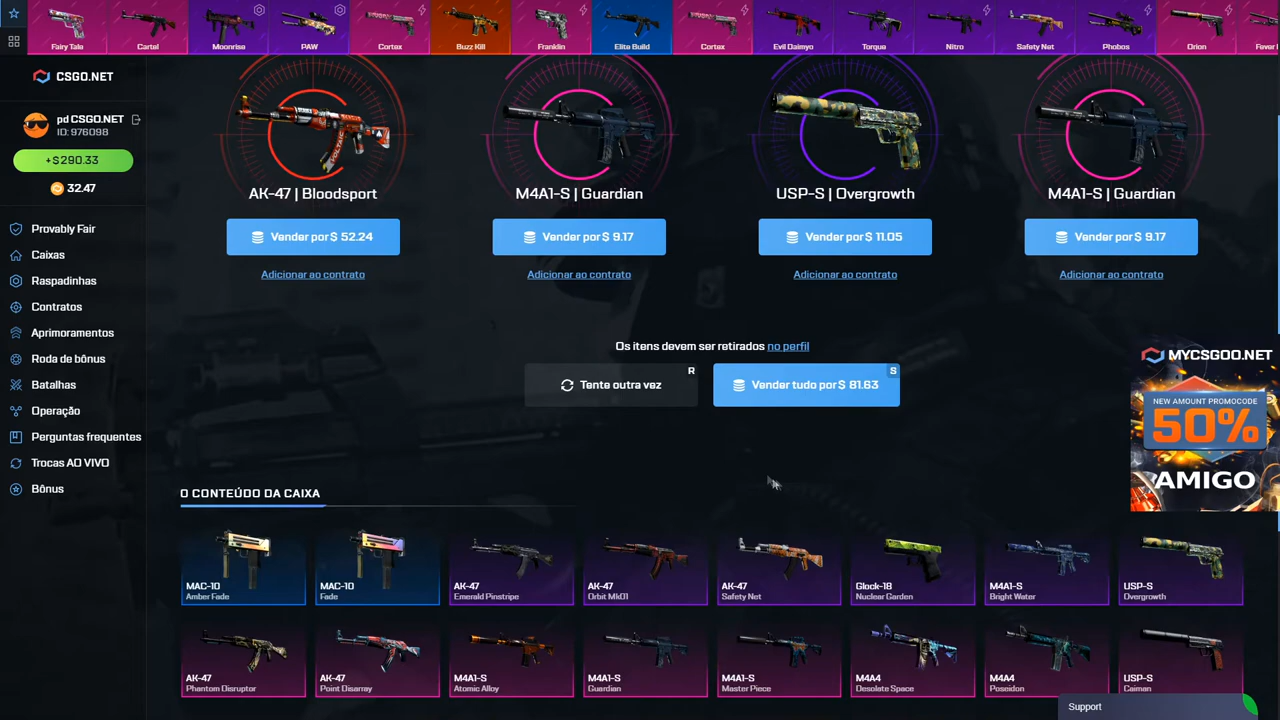 Fairy Tale
Cartel
Moonrise
PAW
Cortex
Buzz Kill
Franklin
Elite Build
Cortex
Evil Daimyo
Torque
Nitro
Safety Net
Phobos
Orion
CSGO.NET
pd CSGO.NET
ID: 976098
+$290.33
32.47
Provably Fair
Caixas
Raspadinhas
Contratos
Aprimoramentos
Roda de bônus
Batalhas
Operação
Perguntas frequentes
Trocas AO VIVO
Bônus
AK-47 | Bloodsport
M4A1-S | Guardian
USP-S | Overgrowth
M4A1-S | Guardian
Vender por $ 52.24
Vender por $ 9.17
Vender por $ 11.05
Vender por $ 9.17
Adicionar ao contrato
Adicionar ao contrato
Adicionar ao contrato
Adicionar ao contrato
Os itens devem ser retirados no perfil
Tente outra vez
R
Vender tudo por $ 81.63
S
MYCSGOO.NET
NEW AMOUNT PROMOCODE
50%
AMIGO
O CONTEÚDO DA CAIXA
MAC-10
Amber Fade
MAC-10
Fade
AK-47
Emerald Pinstripe
AK-47
Orbit Mk01
AK-47
Safety Net
Glock-18
Nuclear Garden
M4A1-S
Bright Water
USP-S
Overgrowth
AK-47
Phantom Disruptor
AK-47
Point Disarray
M4A1-S
Atomic Alloy
M4A1-S
Guardian
M4A1-S
Master Piece
M4A4
Desolate Space
M4A4
Poseidon
USP-S
Caiman
Support